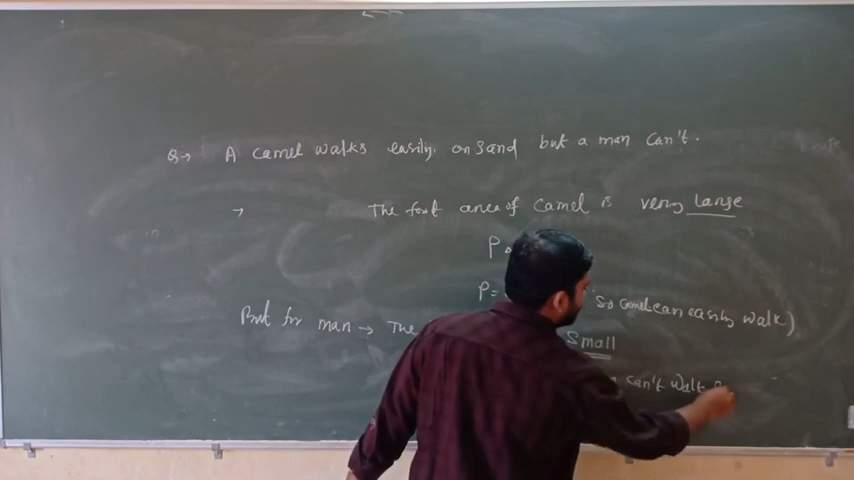 Q→ A camel walks easily on sand but a man can't.
→ The foot area of camel is very large
P
P= So camel can easily walk)
But for man → The small
can't walk